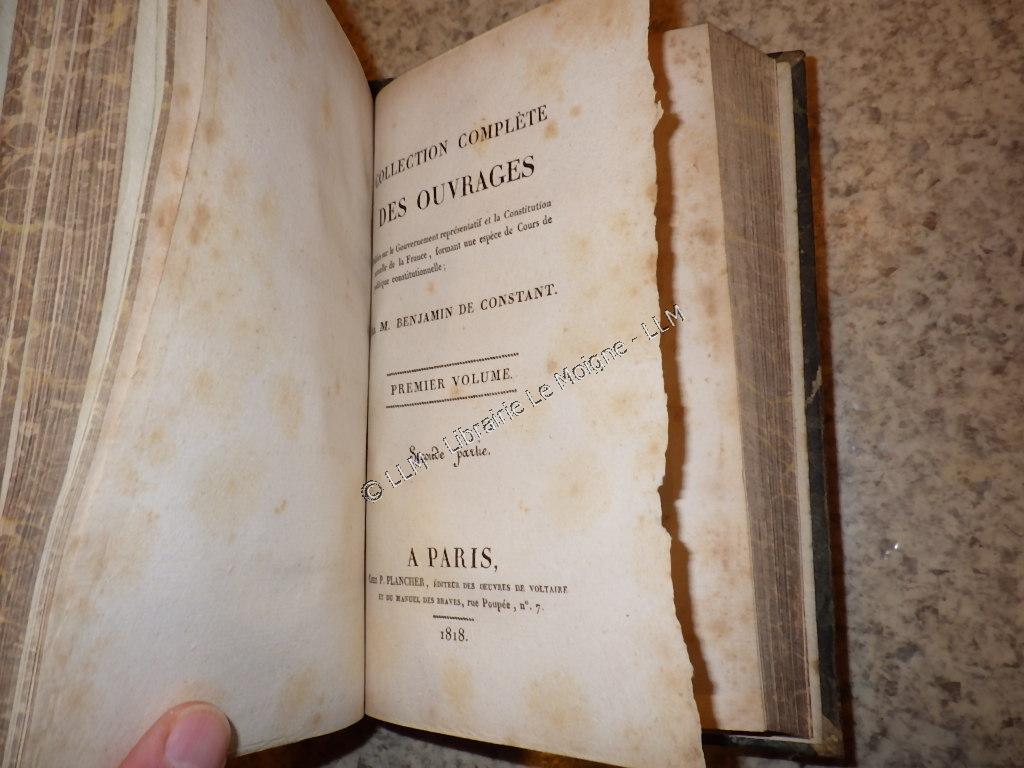 COLLECTION COMPLÈTE
DES OUVRAGES
sur le Gouvernement représentatif et la Constitution
de la France, formant une espèce de Cours de
constitutionnelle;
M. BENJAMIN DE CONSTANT.
PREMIER VOLUME.
Seconde partie.
A PARIS,
Chez P. PLANCHER, ÉDITEUR DES OEUVRES DE VOLTAIRE
ET DU MANUEL DES BRAVES, rue Poupée, n°. 7.
1818.
© LLM - Librairie Le Moigne - LLM